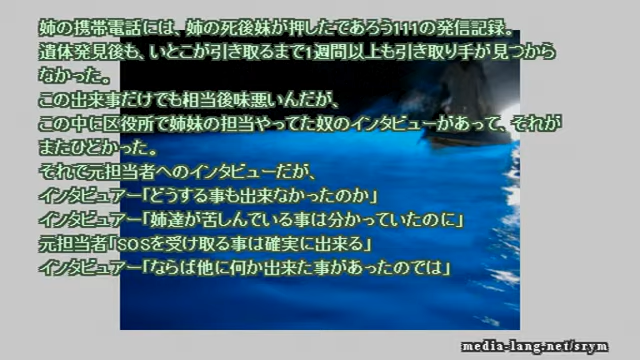 姉の携帯電話には、姉の死後妹が押したであろう111の発信記録。
遺体発見後も、いとこが引き取るまで1週間以上も引き取り手が見つから
なかった。
この出来事だけでも相当後味悪いんだが、
この中に区役所で姉妹の担当やってた奴のインタビューがあって、それが
またひどかった。
それで元担当者へのインタビューだが、
インタビュアー「どうする事も出来なかったのか」
インタビュアー「姉達が苦しんでいる事は分かっていたのに」
元担当者「SOSを受け取る事は確実に出来る」
インタビュアー「ならば他に何か出来た事があったのでは」
media-lang-net/srym